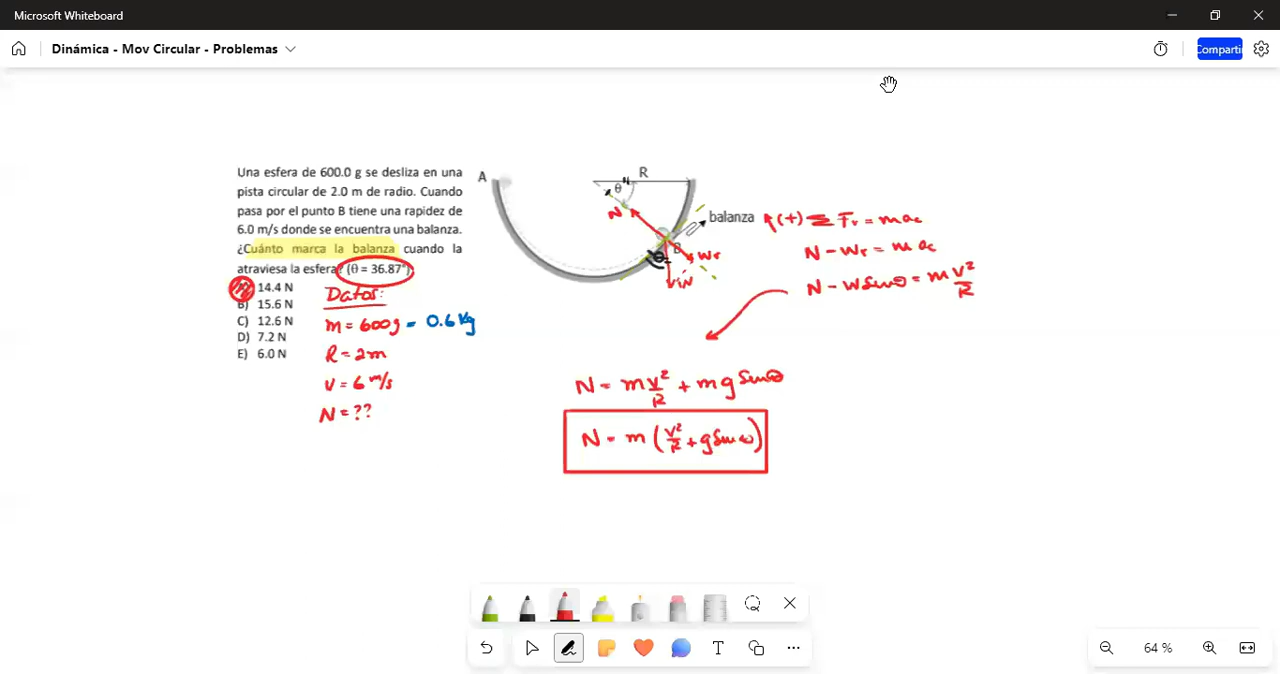 Microsoft Whiteboard
Dinámica - Mov Circular - Problemas
Compartir
Una esfera de 600.0 g se desliza en una
pista circular de 2.0 m de radio. Cuando
pasa por el punto B tiene una rapidez de
6.0 m/s donde se encuentra una balanza.
¿Cuánto marca la balanza cuando la
atraviesa la esfera? (θ = 36.87°)
14.4 N
B) 15.6 N
C) 12.6 N
D) 7.2 N
E) 6.0 N
Datos:
m = 600g = 0.6 Kg
R = 2m
V = 6 m/s
N = ??
A
R
θ
N
balanza
B
θ
Wr
W
(+) Σ Fr = m ac
N - Wr = m ac
N - W Senθ = m V²/R
N = m V²/R + mg Senθ
N = m (V²/R + g Senθ)
64 %